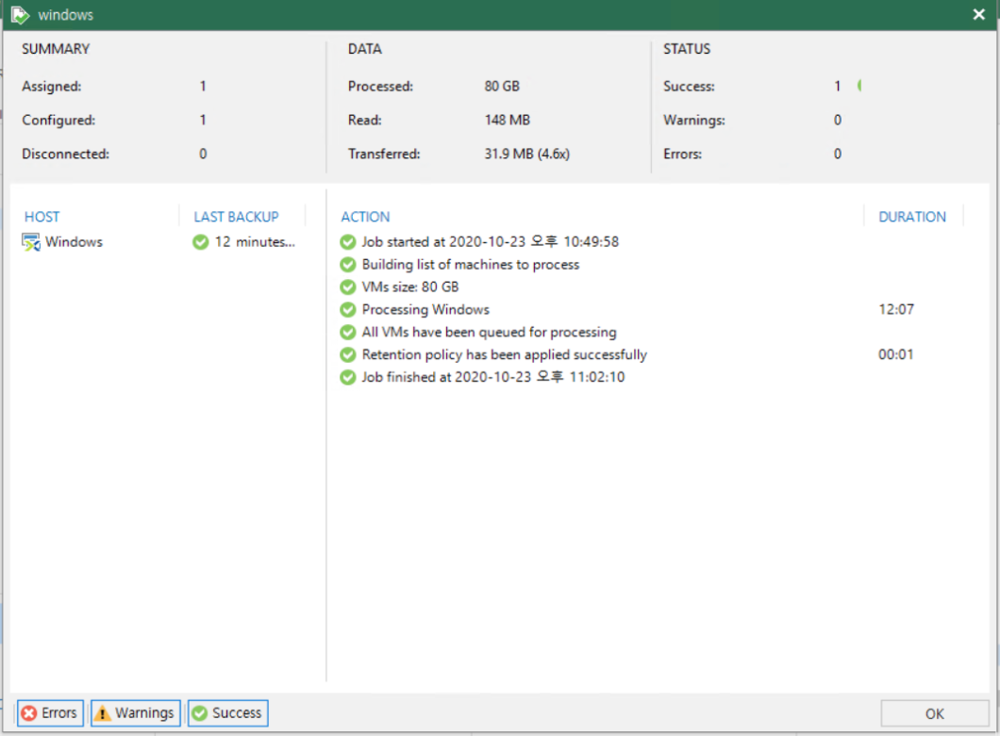 windows
SUMMARY
Assigned: 1
Configured: 1
Disconnected: 0
DATA
Processed: 80 GB
Read: 148 MB
Transferred: 31.9 MB (4.6x)
STATUS
Success: 1
Warnings: 0
Errors: 0
HOST LAST BACKUP
Windows 12 minutes...
ACTION DURATION
Job started at 2020-10-23 오후 10:49:58
Building list of machines to process
VMs size: 80 GB
Processing Windows 12:07
All VMs have been queued for processing
Retention policy has been applied successfully 00:01
Job finished at 2020-10-23 오후 11:02:10
Errors Warnings Success OK